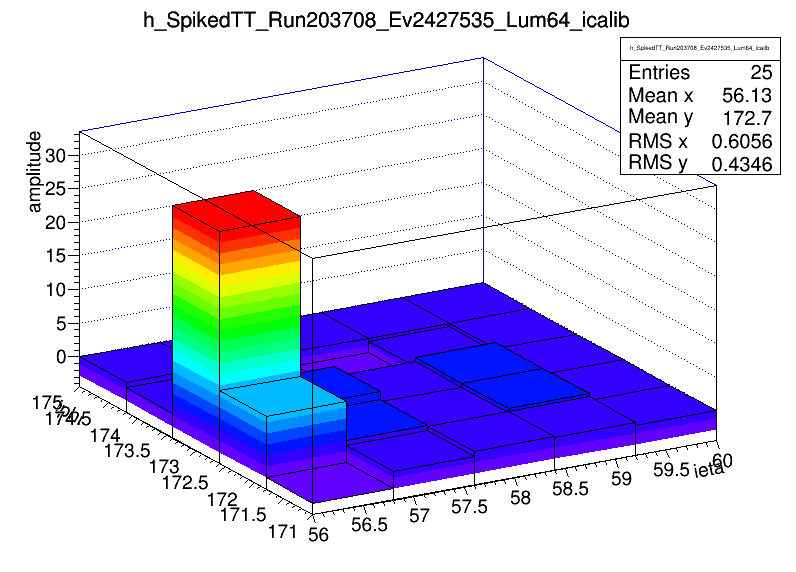 h_SpikedTT_Run203708_Ev2427535_Lum64_icalib
h_SpikedTT_Run203708_Ev2427535_Lum64_icalib
Entries 25
Mean x 56.13
Mean y 172.7
RMS x 0.6056
RMS y 0.4346
amplitude
30
25
20
15
10
5
0
175
174.5
174
173.5
173
172.5
172
171.5
171
56
56.5
57
57.5
58
58.5
59
59.5
60
ieta